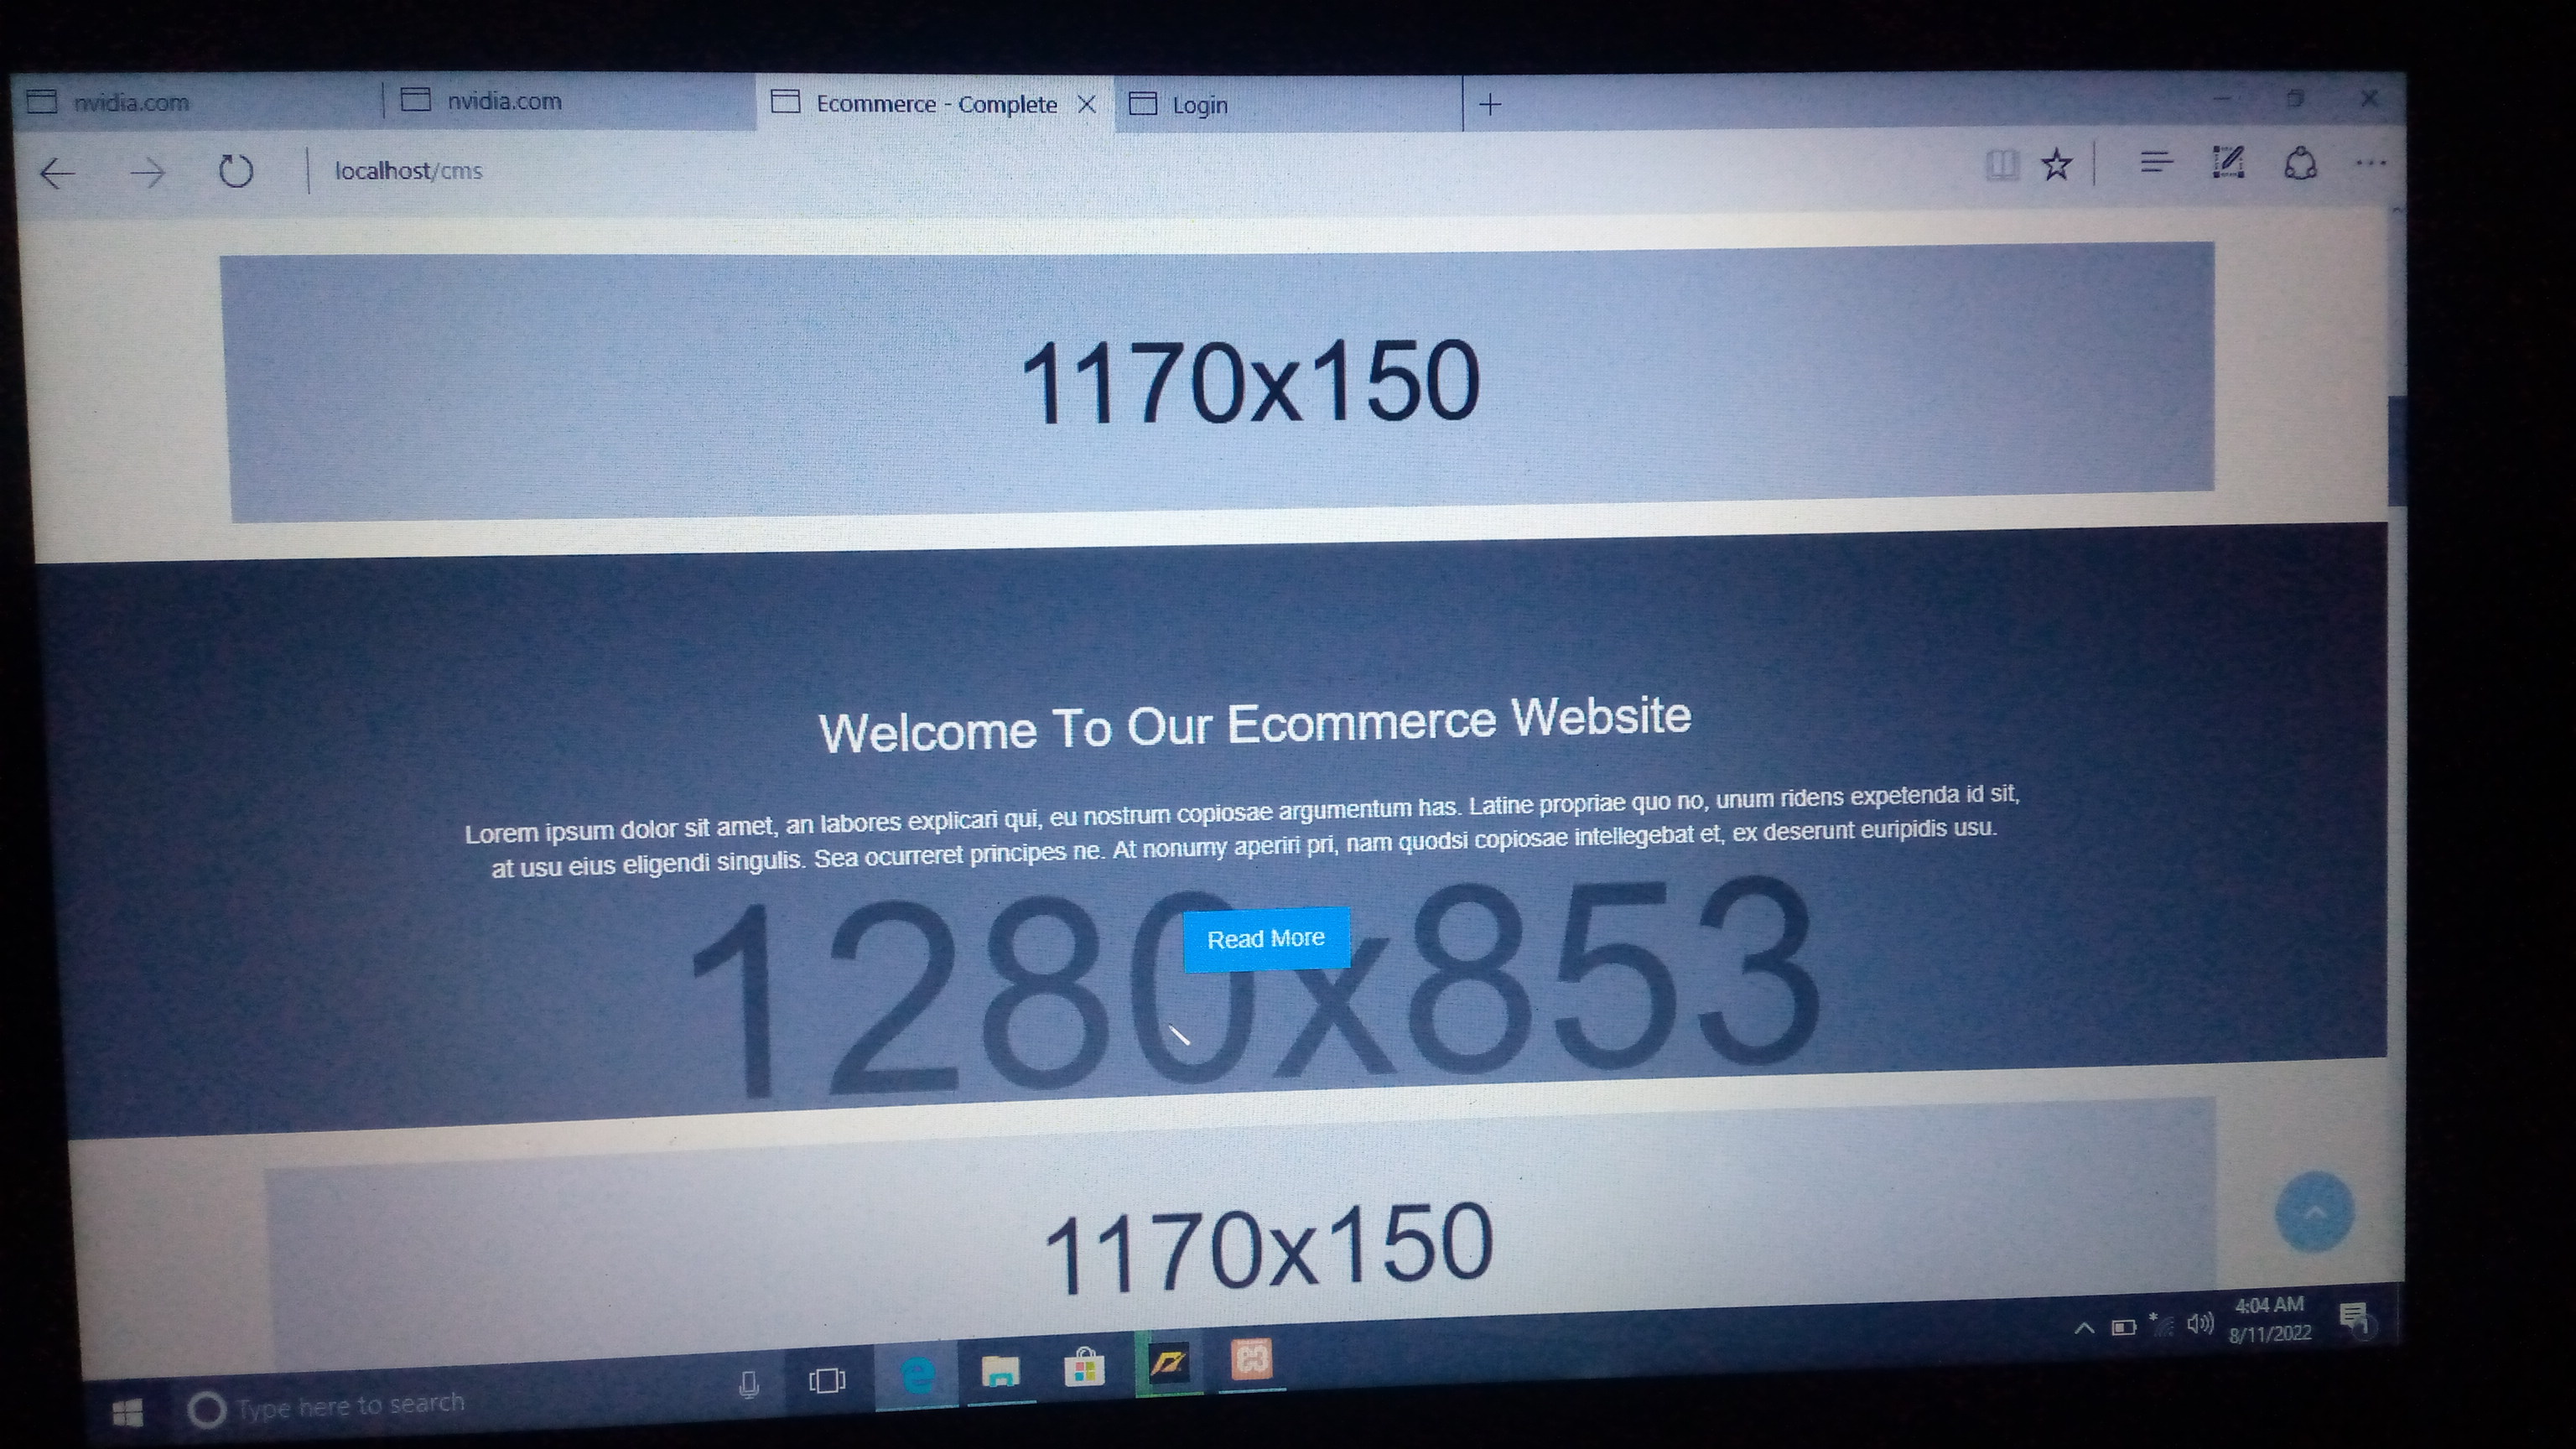 nvidia.com
nvidia.com
Ecommerce - Complete
Login
localhost/cms
1170x150
Welcome To Our Ecommerce Website
Lorem ipsum dolor sit amet, an labores explicari qui, eu nostrum copiosae argumentum has. Latine propriae quo no, unum ridens expetenda id sit,
at usu eius eligendi singulis. Sea ocurreret principes ne. At nonumy aperiri pri, nam quodsi copiosae intellegebat et, ex deserunt euripidis usu.
Read More
1280x853
1170x150
Type here to search
4:04 AM
8/11/2022
1